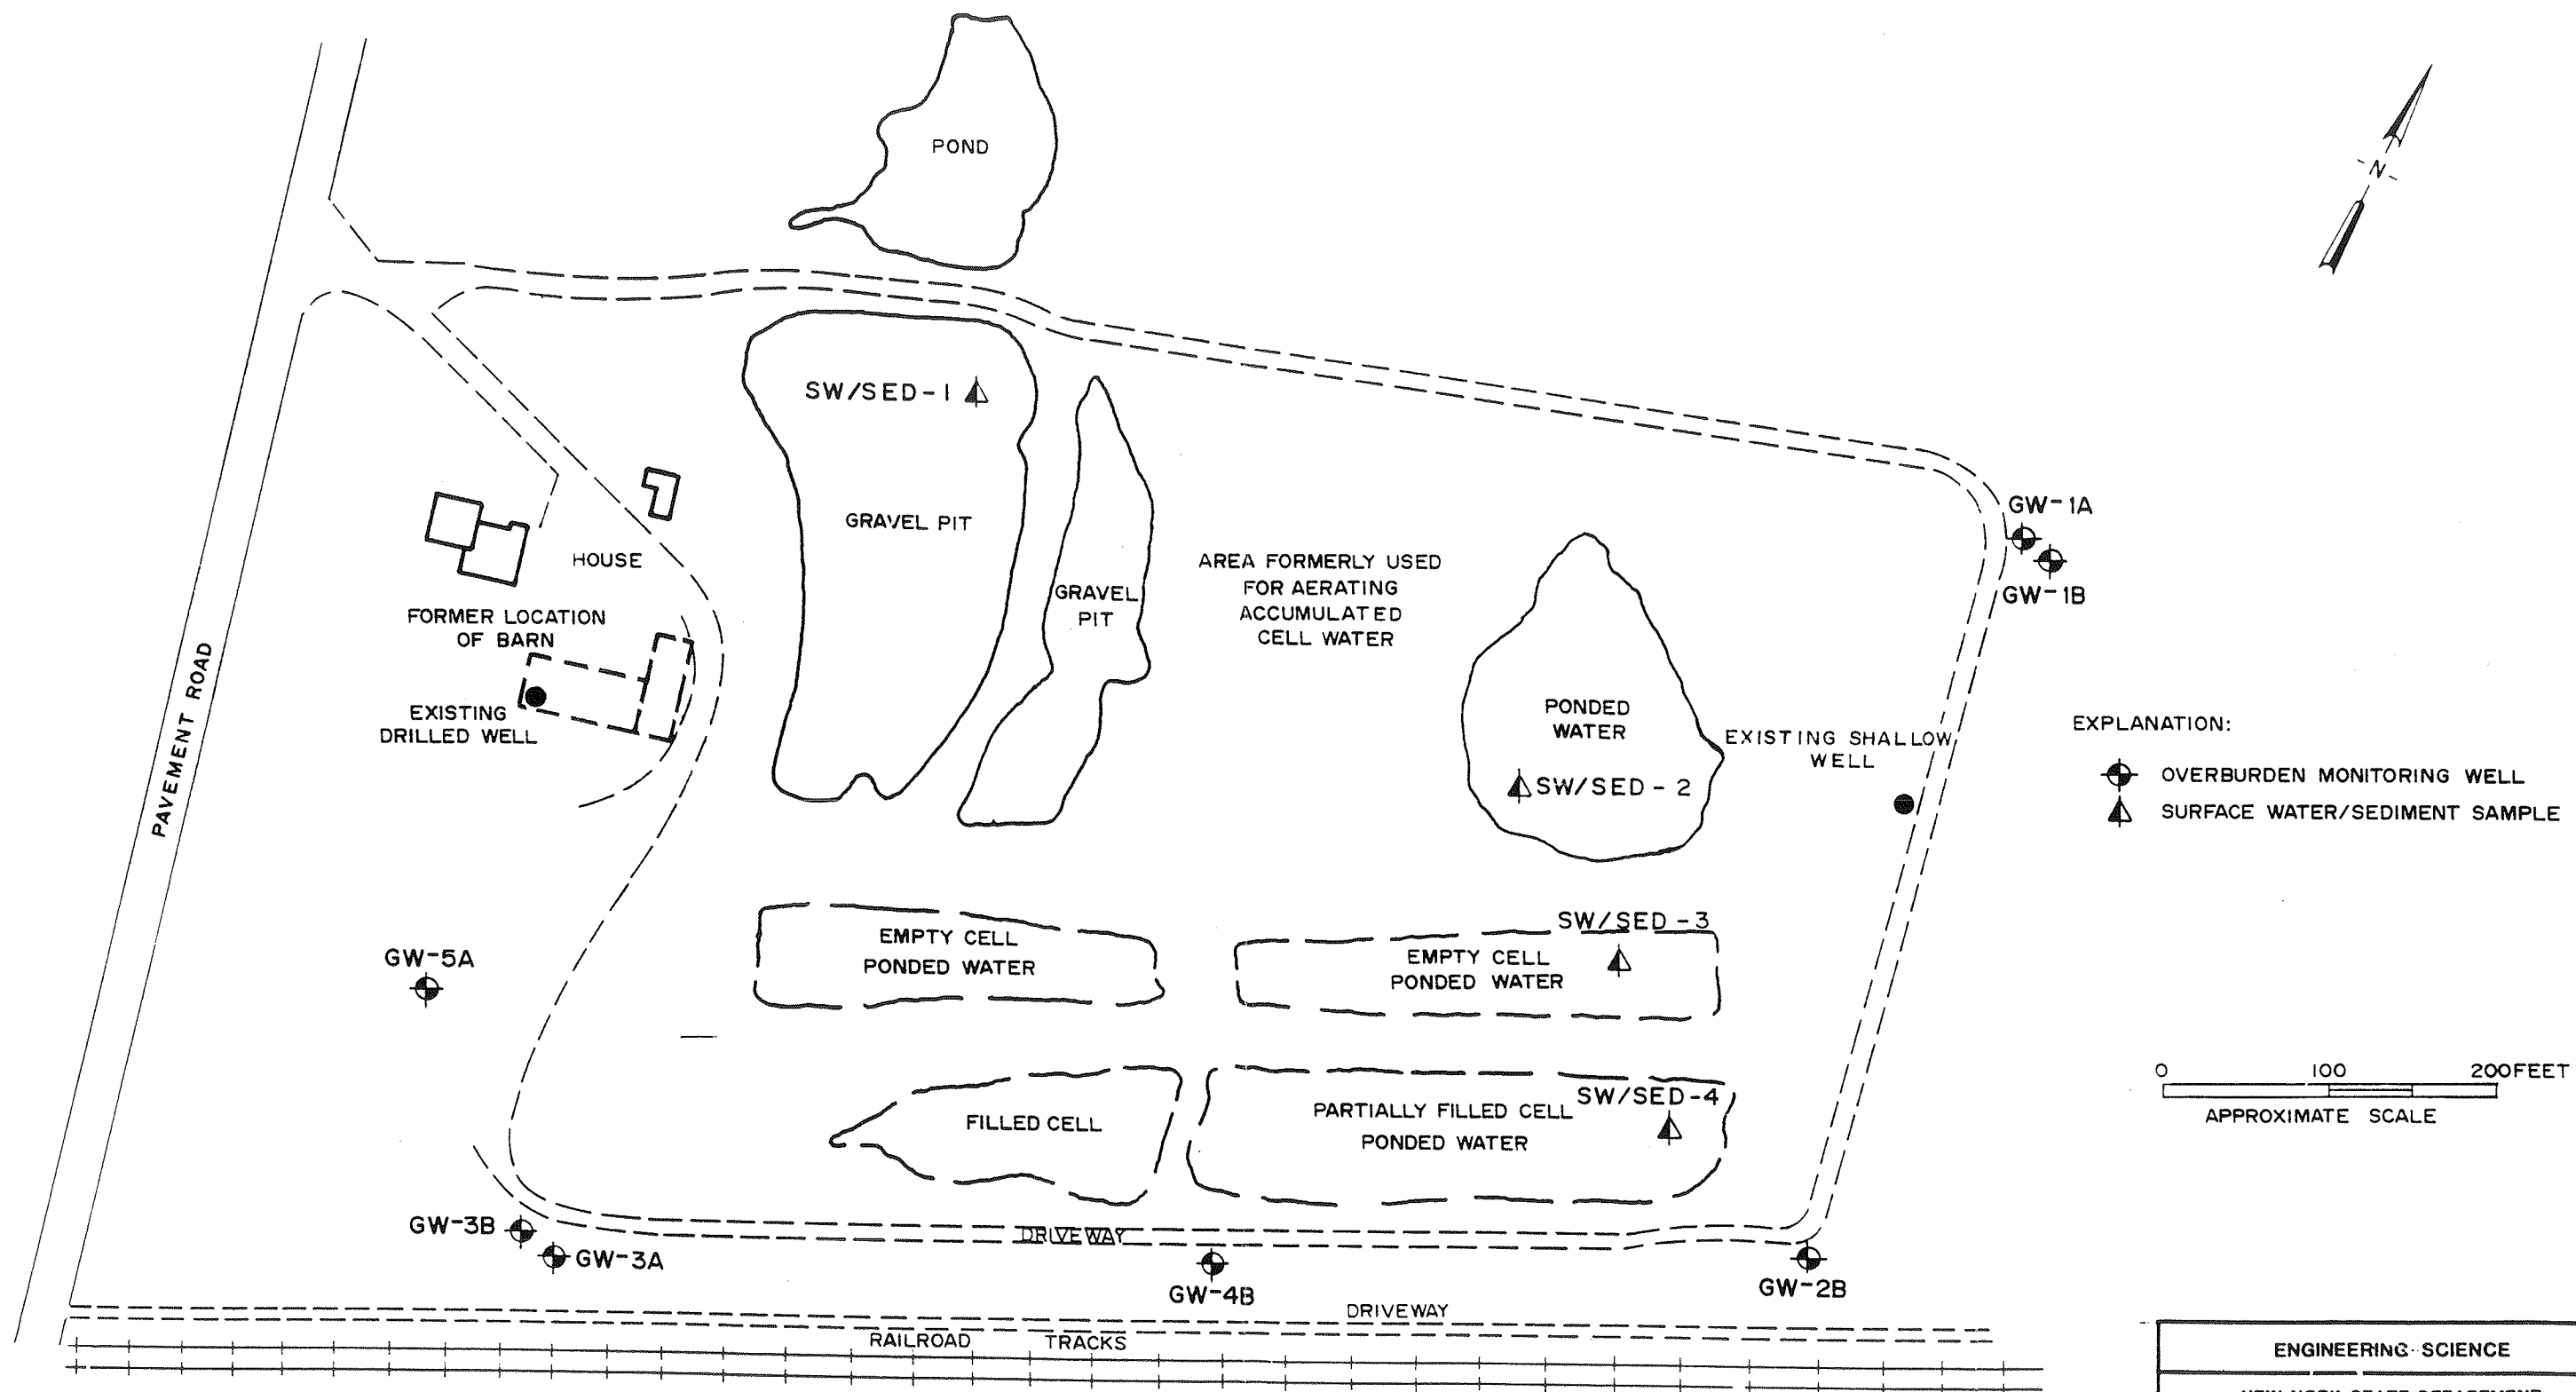 POND
-N-
SW/SED-1
GRAVEL PIT
GRAVEL
PIT
AREA FORMERLY USED
FOR AERATING
ACCUMULATED
CELL WATER
GW-1A
GW-1B
HOUSE
FORMER LOCATION
OF BARN
EXISTING
DRILLED WELL
PAVEMENT ROAD
PONDED
WATER
SW/SED-2
EXISTING SHALLOW
WELL
EXPLANATION:
OVERBURDEN MONITORING WELL
SURFACE WATER/SEDIMENT SAMPLE
GW-5A
EMPTY CELL
PONDED WATER
SW/SED-3
EMPTY CELL
PONDED WATER
0 100 200FEET
APPROXIMATE SCALE
FILLED CELL
SW/SED-4
PARTIALLY FILLED CELL
PONDED WATER
GW-3B
GW-3A
DRIVEWAY
GW-4B
GW-2B
DRIVEWAY
RAILROAD TRACKS
ENGINEERING-SCIENCE
NEW YORK STATE DEPARTMENT